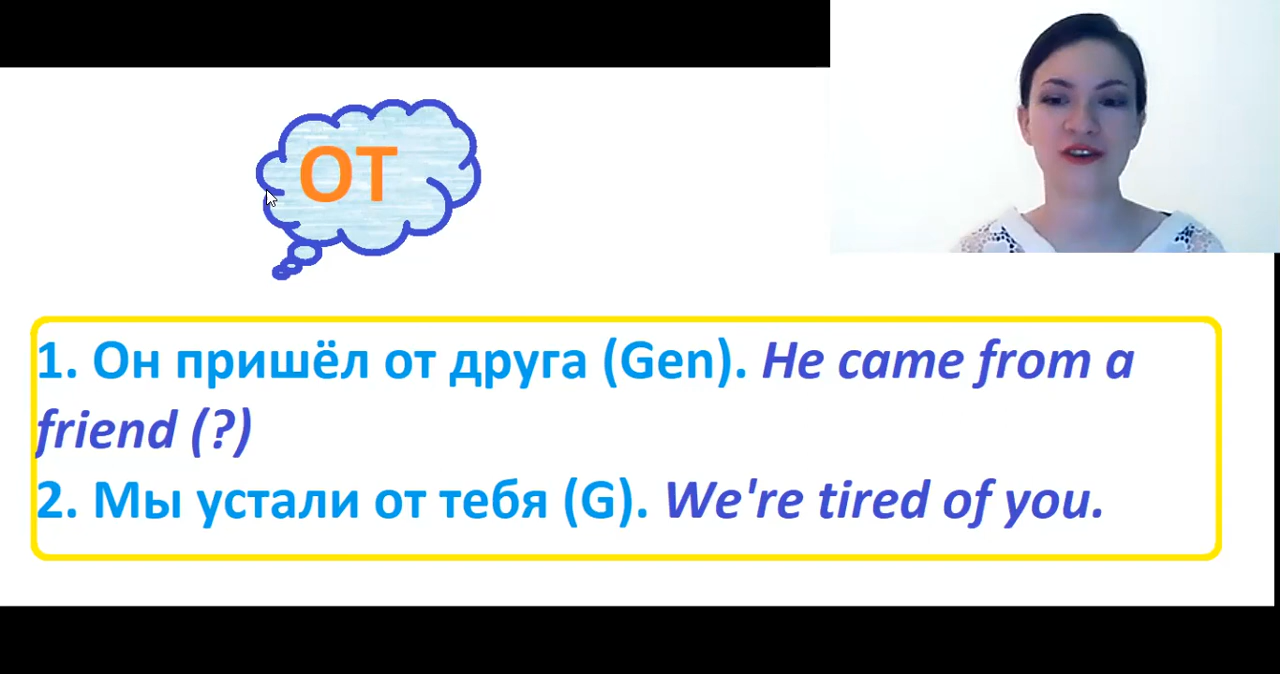 ОТ
1. Он пришёл от друга (Gen). He came from a
friend (?)
2. Мы устали от тебя (G). We're tired of you.